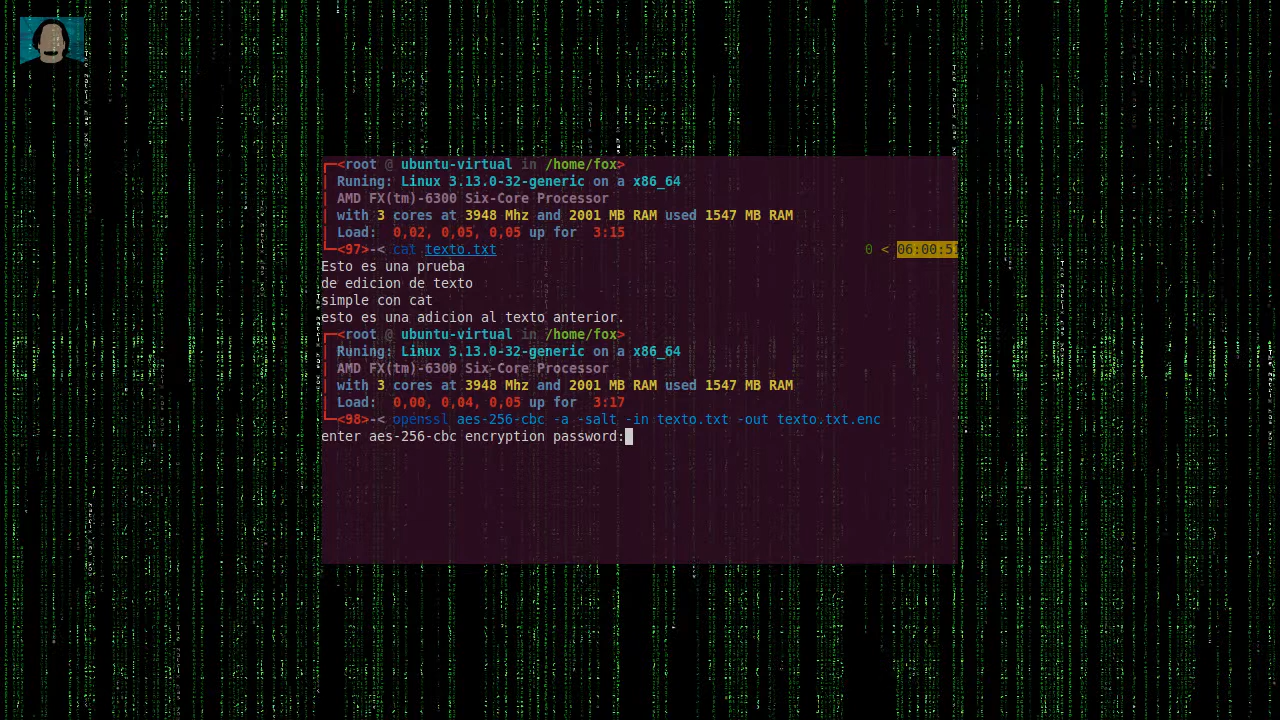 <root @ ubuntu-virtual in /home/fox>
Runing: Linux 3.13.0-32-generic on a x86_64
AMD FX(tm)-6300 Six-Core Processor
with 3 cores at 3948 Mhz and 2001 MB RAM used 1547 MB RAM
Load: 0,02, 0,05, 0,05 up for 3:15
<97>-< cat texto.txt 0 < 06:00:51
Esto es una prueba
de edicion de texto
simple con cat
esto es una adicion al texto anterior.
<root @ ubuntu-virtual in /home/fox>
Runing: Linux 3.13.0-32-generic on a x86_64
AMD FX(tm)-6300 Six-Core Processor
with 3 cores at 3948 Mhz and 2001 MB RAM used 1547 MB RAM
Load: 0,00, 0,04, 0,05 up for 3:17
<98>-< openssl aes-256-cbc -a -salt -in texto.txt -out texto.txt.enc
enter aes-256-cbc encryption password: